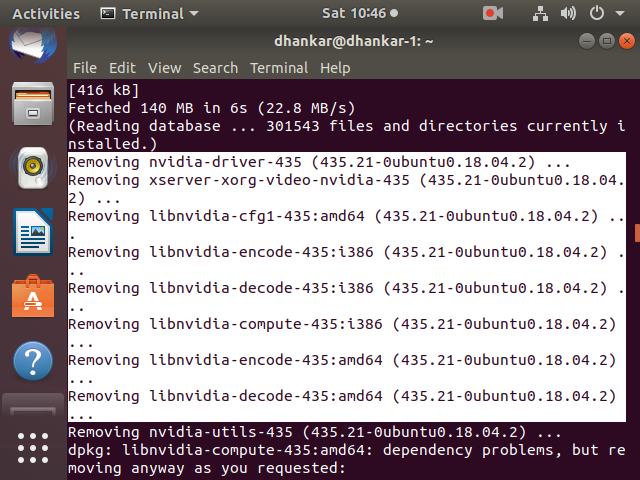 Activities Terminal Sat 10:46
dhankar@dhankar-1: ~
File Edit View Search Terminal Help
[416 kB]
Fetched 140 MB in 6s (22.8 MB/s)
(Reading database ... 301543 files and directories currently i
nstalled.)
Removing nvidia-driver-435 (435.21-0ubuntu0.18.04.2) ...
Removing xserver-xorg-video-nvidia-435 (435.21-0ubuntu0.18.04.
2) ...
Removing libnvidia-cfg1-435:amd64 (435.21-0ubuntu0.18.04.2) ..
.
Removing libnvidia-encode-435:i386 (435.21-0ubuntu0.18.04.2) .
..
Removing libnvidia-decode-435:i386 (435.21-0ubuntu0.18.04.2) .
..
Removing libnvidia-compute-435:i386 (435.21-0ubuntu0.18.04.2)
...
Removing libnvidia-encode-435:amd64 (435.21-0ubuntu0.18.04.2)
...
Removing libnvidia-decode-435:amd64 (435.21-0ubuntu0.18.04.2)
...
Removing nvidia-utils-435 (435.21-0ubuntu0.18.04.2) ...
dpkg: libnvidia-compute-435:amd64: dependency problems, but re
moving anyway as you requested: